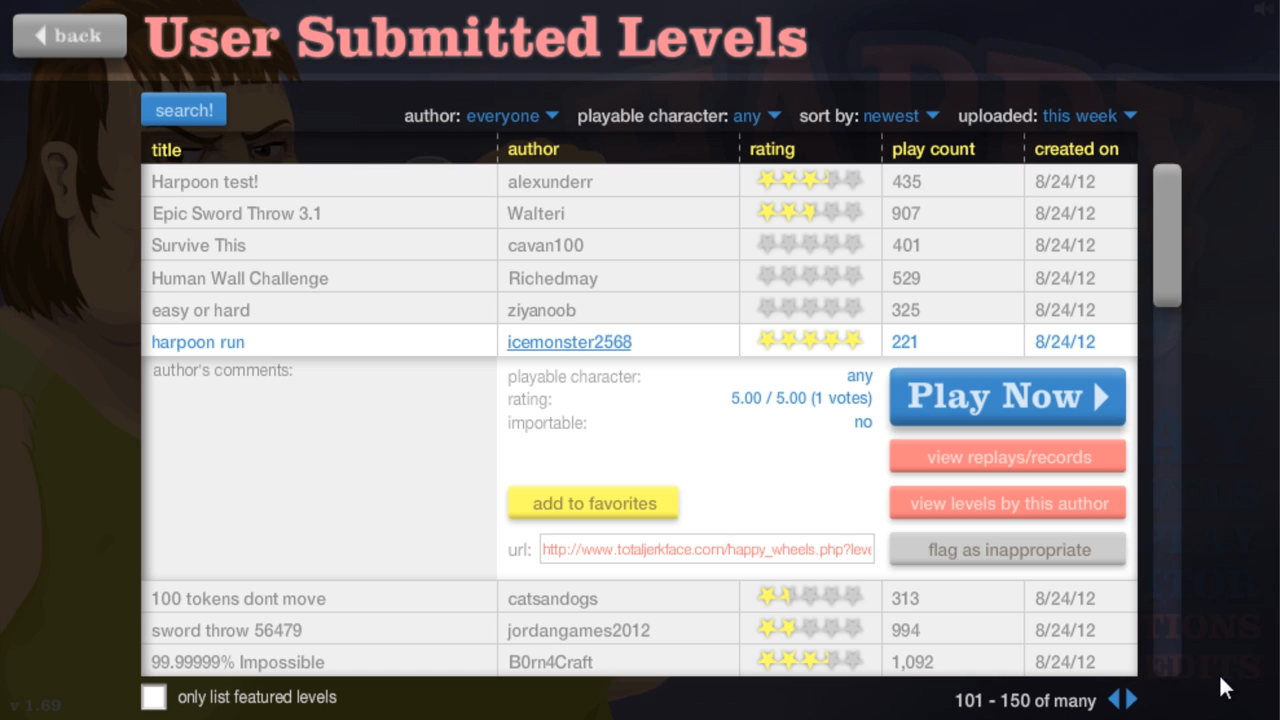 back
User Submitted Levels
search!
author: everyone playable character: any sort by: newest uploaded: this week
title author rating play count created on
Harpoon test! alexunderr 435 8/24/12
Epic Sword Throw 3.1 Walteri 907 8/24/12
Survive This cavan100 401 8/24/12
Human Wall Challenge Richedmay 529 8/24/12
easy or hard ziyanoob 325 8/24/12
harpoon run icemonster2568 221 8/24/12
author's comments:
playable character: any
rating: 5.00 / 5.00 (1 votes)
importable: no
Play Now
view replays/records
add to favorites
view levels by this author
url: http://www.totaljerkface.com/happy_wheels.php?leve
flag as inappropriate
100 tokens dont move catsandogs 313 8/24/12
sword throw 56479 jordangames2012 994 8/24/12
99.99999% Impossible B0rn4Craft 1,092 8/24/12
only list featured levels
101 - 150 of many
v 1.69